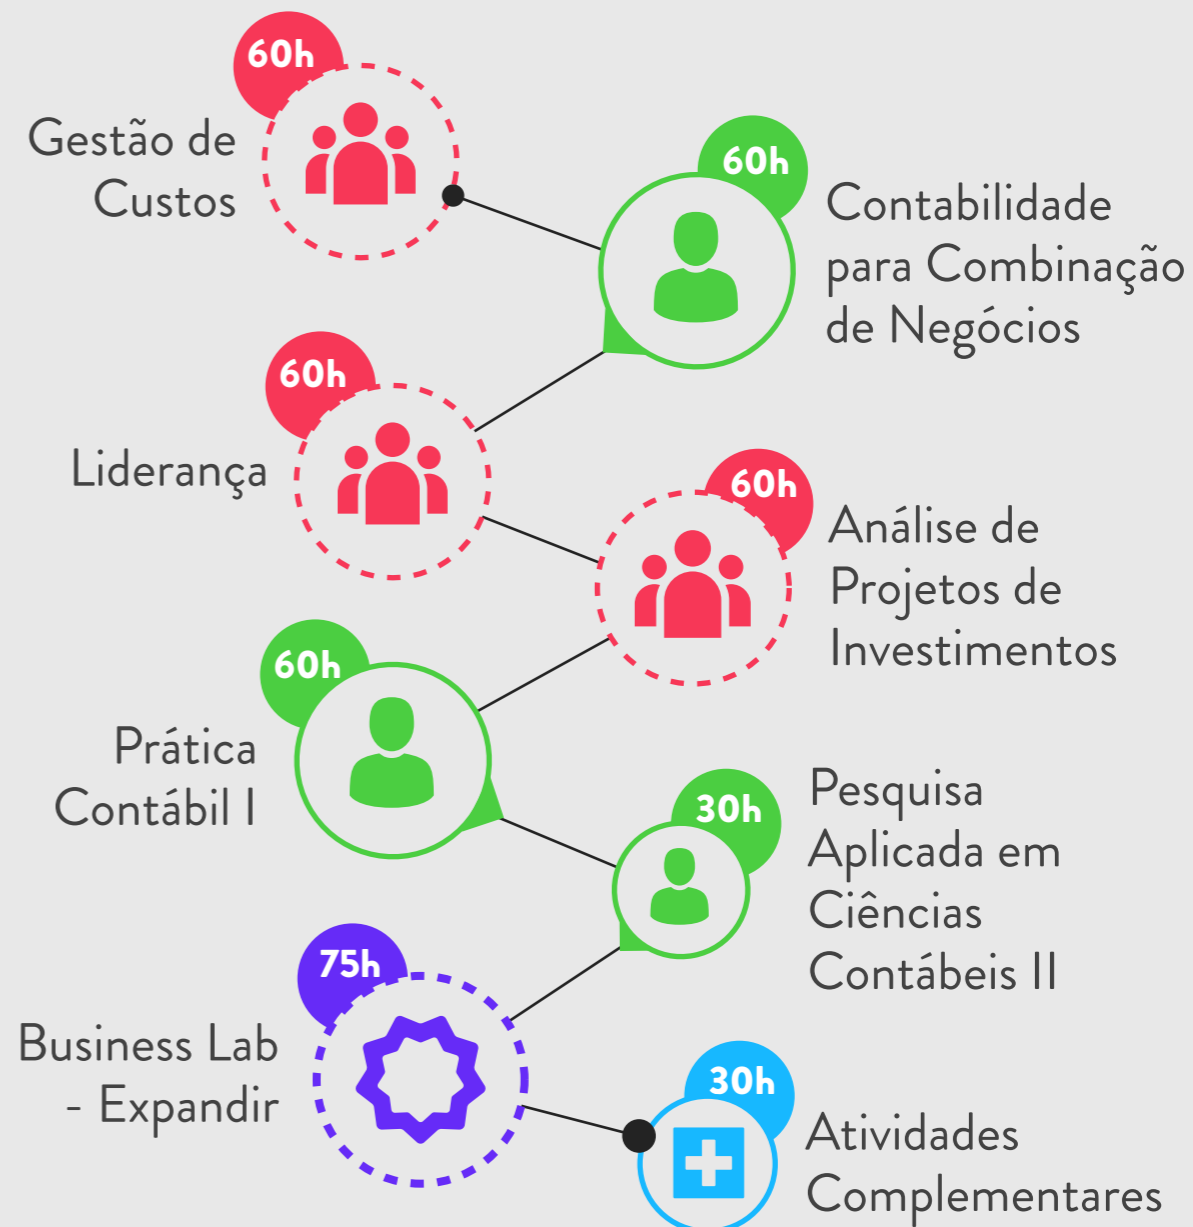 60h
Gestão de
Custos
60h
Contabilidade
para Combinação
de Negócios
60h
Liderança
60h
Análise de
Projetos de
Investimentos
60h
Prática
Contábil I
30h
Pesquisa
Aplicada em
Ciências
Contábeis II
75h
Business Lab
- Expandir
30h
Atividades
Complementares